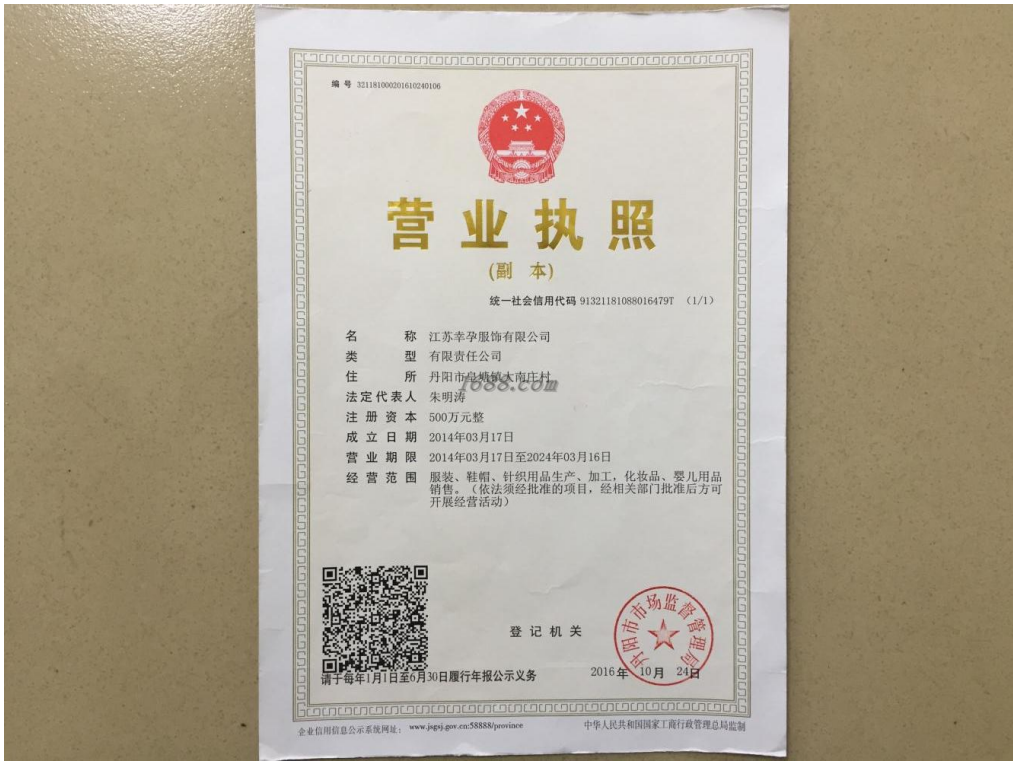 编 号 321181000201610240106
营业执照
(副 本)
统一社会信用代码 91321181088016479T (1/1)
名 称 江苏幸孕服饰有限公司
类 型 有限责任公司
住 所 丹阳市皇塘镇大南庄村
1688.com
法定代表人 朱明涛
注册资本 500万元整
成立日期 2014年03月17日
营业期限 2014年03月17日至2024年03月16日
经营范围 服装、鞋帽、针织用品生产、加工，化妆品、婴儿用品
销售。（依法须经批准的项目，经相关部门批准后方可
开展经营活动）
丹阳市市场监督管理局
登记机关
2016年 10月 24日
请于每年1月1日至6月30日履行年报公示义务
企业信用信息公示系统网址： www.jsgsj.gov.cn:58888/province
中华人民共和国国家工商行政管理总局监制